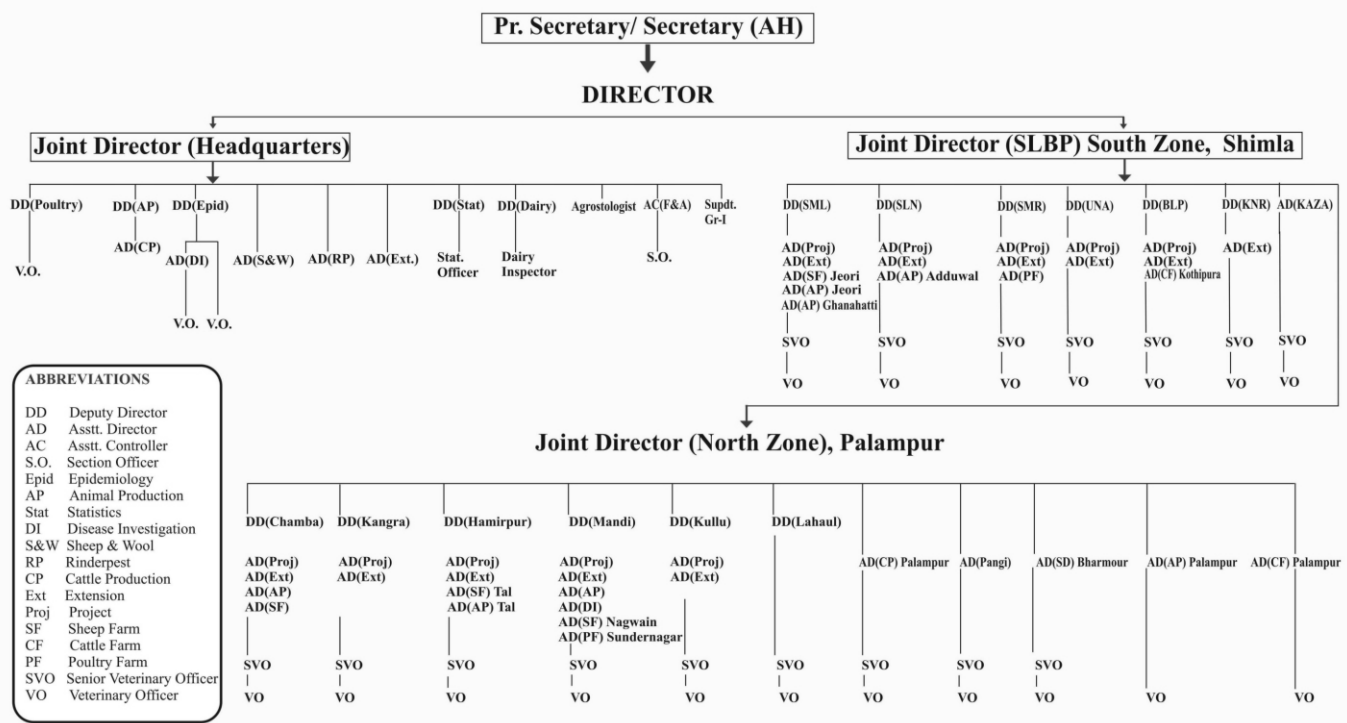 Pr. Secretary/ Secretary (AH)
DIRECTOR
Joint Director (Headquarters)
Joint Director (SLBP) South Zone, Shimla
DD(Poultry)
V.O.
DD(AP)
AD(CP)
DD(Epid)
AD(DI)
V.O. V.O.
AD(S&W)
AD(RP)
AD(Ext.)
DD(Stat)
Stat.
Officer
DD(Dairy)
Dairy
Inspector
Agrostologist
AC(F&A)
S.O.
Supdt.
Gr-I
DD(SML)
AD(Proj)
AD(Ext)
AD(SF) Jeori
AD(AP) Jeori
AD(AP) Ghanahatti
SVO
VO
DD(SLN)
AD(Proj)
AD(Ext)
AD(AP) Adduwal
SVO
VO
DD(SMR)
AD(Proj)
AD(Ext)
AD(PF)
SVO
VO
DD(UNA)
AD(Proj)
AD(Ext)
SVO
VO
DD(BLP)
AD(Proj)
AD(Ext)
AD(CF) Kothipura
SVO
VO
DD(KNR)
AD(Ext)
SVO
VO
AD(KAZA)
SVO
VO
ABBREVIATIONS
DD Deputy Director
AD Asstt. Director
AC Asstt. Controller
S.O. Section Officer
Epid Epidemiology
AP Animal Production
Stat Statistics
DI Disease Investigation
S&W Sheep & Wool
RP Rinderpest
CP Cattle Production
Ext Extension
Proj Project
SF Sheep Farm
CF Cattle Farm
PF Poultry Farm
SVO Senior Veterinary Officer
VO Veterinary Officer
Joint Director (North Zone), Palampur
DD(Chamba)
AD(Proj)
AD(Ext)
AD(AP)
AD(SF)
SVO
VO
DD(Kangra)
AD(Proj)
AD(Ext)
SVO
VO
DD(Hamirpur)
AD(Proj)
AD(Ext)
AD(SF) Tal
AD(AP) Tal
SVO
VO
DD(Mandi)
AD(Proj)
AD(Ext)
AD(AP)
AD(DI)
AD(SF) Nagwain
AD(PF) Sundernagar
SVO
VO
DD(Kullu)
AD(Proj)
AD(Ext)
SVO
VO
DD(Lahaul)
SVO
VO
AD(CP) Palampur
SVO
VO
AD(Pangi)
SVO
VO
AD(SD) Bharmour
SVO
VO
AD(AP) Palampur
VO
AD(CF) Palampur
VO